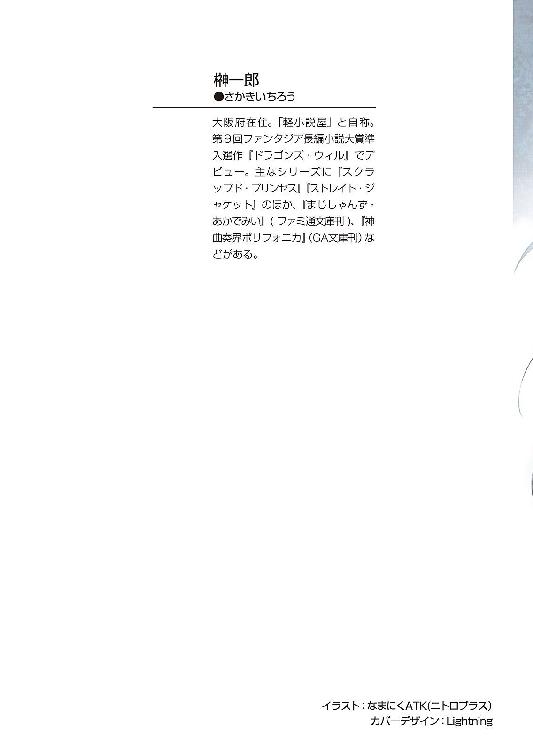 榊一郎
●さかきいちろう
大阪府在住。「軽小説屋」と自称。
第9回ファンタジア長編小説大賞準
入選作『ドラゴンズ・ウィル』でデ
ビュー。主なシリーズに『スクラ
ップド・プリンセス』『ストレイト・ジ
ャケット』のほか、『まじしゃんず・
あかでみい』(ファミ通文庫刊)、『神
曲奏界ポリフォニカ』(GA文庫刊)な
どがある。
イラスト：なまにくATK(ニトロプラス)
カバーデザイン：Lightning